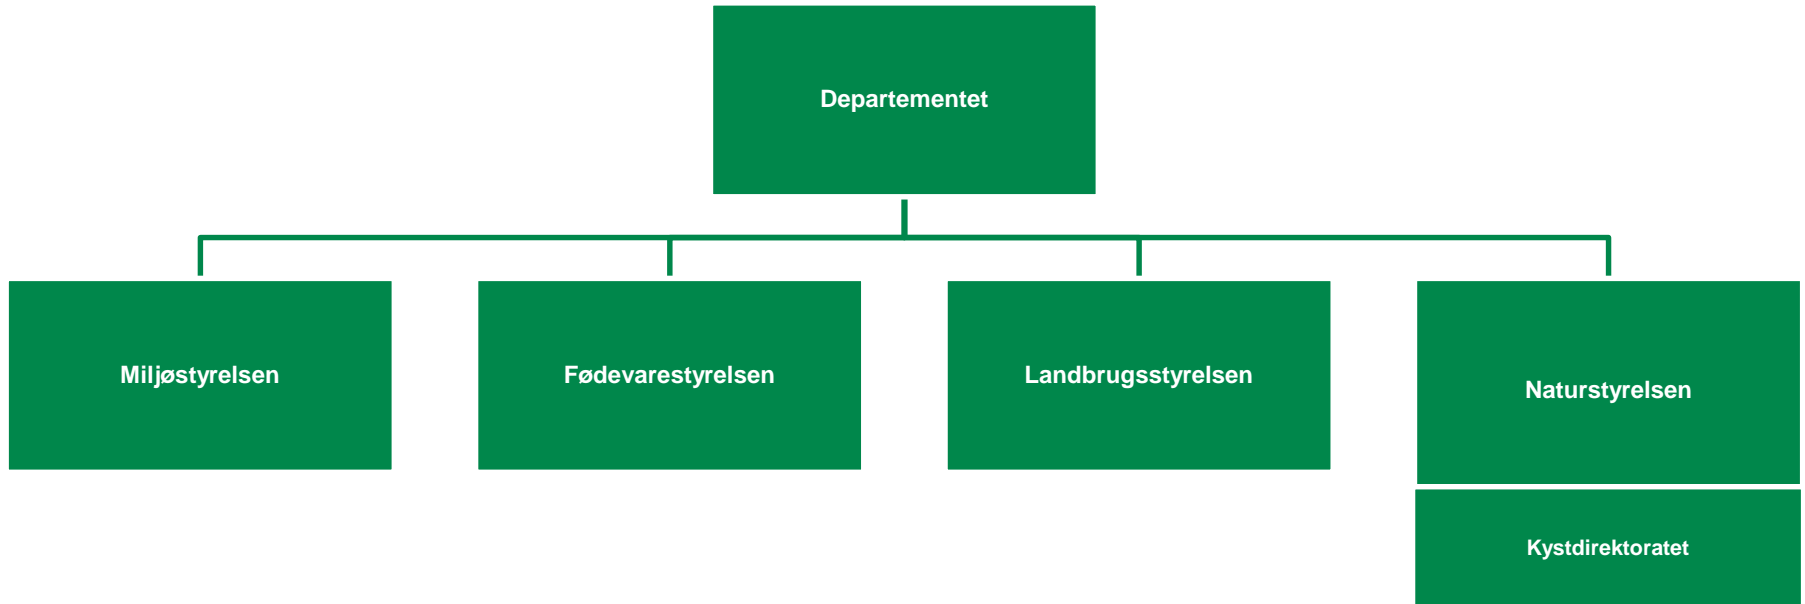 Departementet
Miljøstyrelsen
Fødevarestyrelsen
Landbrugsstyrelsen
Naturstyrelsen
Kystdirektoratet